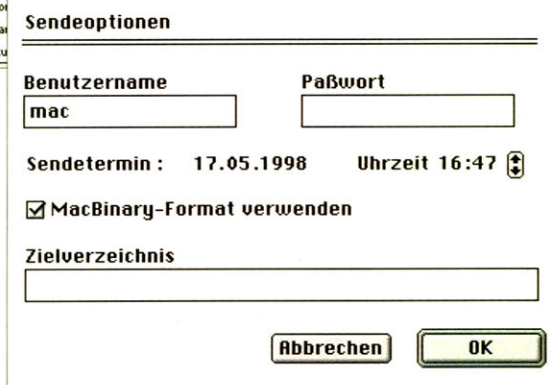 Sendeoptionen
Benutzername Paßwort
mac
Sendetermin : 17.05.1998 Uhrzeit 16:47
MacBinary-Format verwenden
Zielverzeichnis
Abbrechen OK